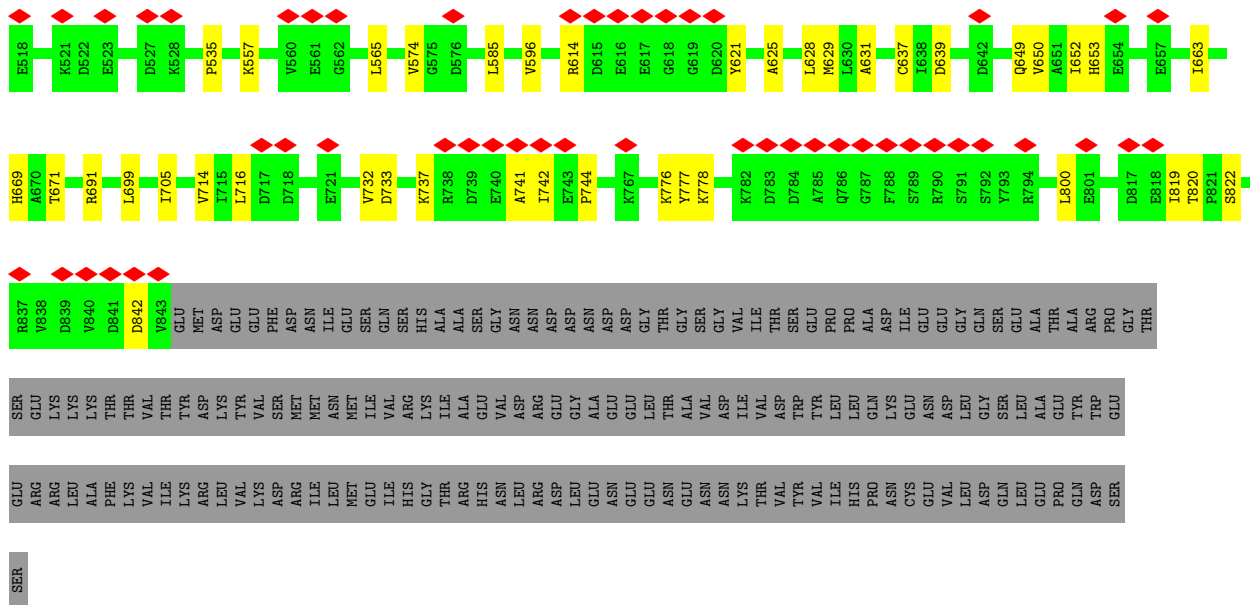 E518 K521 D522 E523 D527 K528 P535 K557 V560 E561 G562 L565 V574 G575 D576 L585 V596 R614 D615 E616 E617 G618 G619 D620 Y621 A625 L628 M629 L630 A631 C637 I638 D639 D642 Q649 V650 A651 I652 H653 E654 E657 I663
H669 A670 T671 R691 L699 I705 V714 I715 L716 D717 D718 E721 V732 D733 K737 R738 D739 E740 A741 I742 E743 P744 K767 K776 Y777 K778 K782 D783 D784 A785 Q786 G787 F788 S789 R790 S791 S792 Y793 R794 L800 E801 D817 E818 I819 T820 P821 S822
R837 V838 D839 V840 D841 D842 V843 GLU MET ASP GLU GLU PHE ASP ASN ILE GLU SER GLN SER HIS ALA ALA SER GLY ASN ASN ASP ASP ASN ASP ASP GLY THR GLY SER GLY VAL ILE THR SER GLU PRO PRO ALA ASP ILE GLU GLU GLY GLN SER GLU ALA THR ALA ARG PRO GLY THR
SER GLU LYS LYS LYS THR THR VAL THR TYR ASP LYS TYR VAL SER MET MET ASN MET ILE VAL ARG LYS ILE ALA GLU VAL ASP ARG GLU GLY ALA GLU GLU LEU THR ALA VAL ASP ILE VAL ASP TRP TYR LEU LEU GLN LYS GLU ASN ASP LEU GLY SER LEU ALA GLU TYR TRP GLU
GLU ARG ARG LEU ALA PHE LYS VAL ILE LYS ARG LEU VAL LYS ASP ARG ILE LEU MET GLU ILE HIS GLY THR ARG HIS ASN LEU ARG ASP LEU GLU ASN GLU GLU ASN GLU ASN ASN LYS THR VAL TYR VAL ILE HIS PRO ASN CYS GLU VAL LEU ASP GLN LEU GLU PRO GLN ASP SER
SER